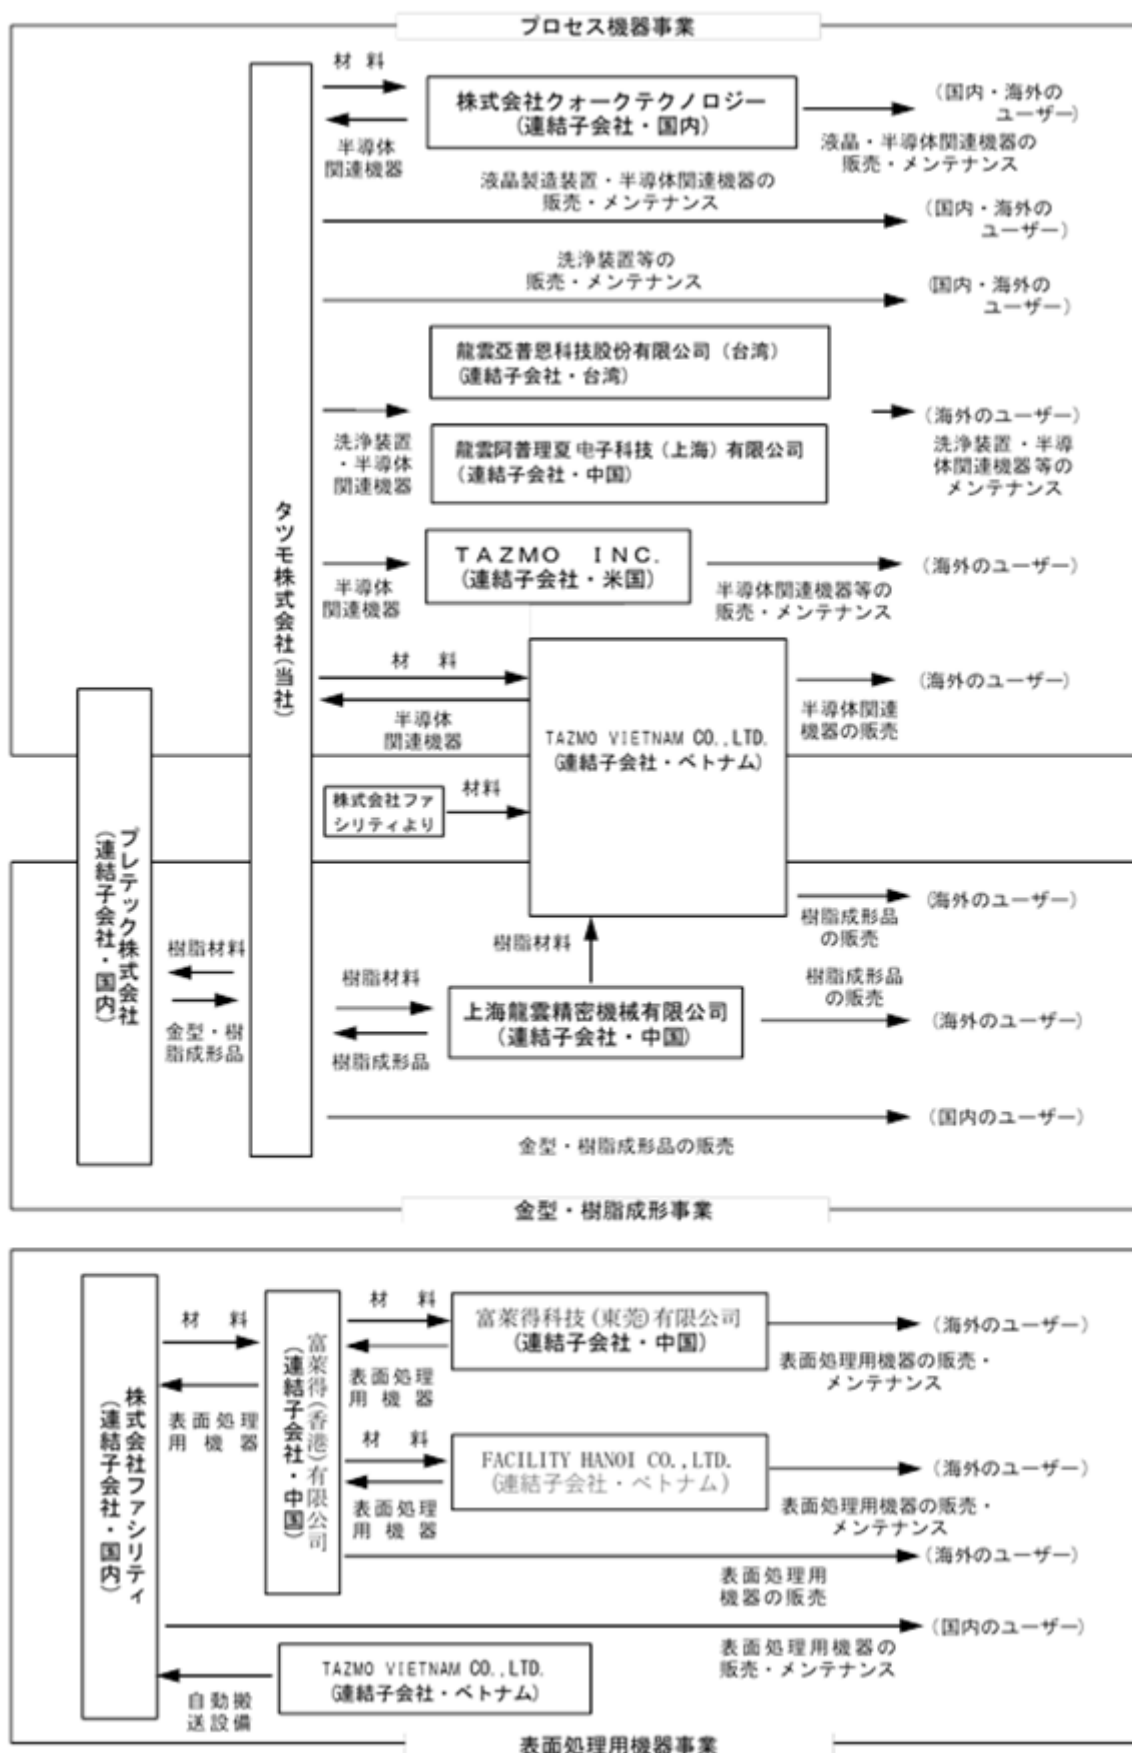 プロセス機器事業
材 料
株式会社クォークテクノロジー
(連結子会社・国内)
(国内・海外の
ユーザー)
半導体
関連機器
液晶・半導体関連機器の
販売・メンテナンス
液晶製造装置・半導体関連機器の
販売・メンテナンス
(国内・海外の
ユーザー)
洗浄装置等の
販売・メンテナンス
(国内・海外の
ユーザー)
龍雲亞普恩科技股份有限公司(台湾)
(連結子会社・台湾)
洗浄装置
・半導体
関連機器
龍雲阿普理夏电子科技(上海)有限公司
(連結子会社・中国)
(海外のユーザー)
洗浄装置・半導
体関連機器等の
メンテナンス
タツモ株式会社(当社)
TAZMO INC.
(連結子会社・米国)
(海外のユーザー)
半導体
関連機器
半導体関連機器等の
販売・メンテナンス
材 料
半導体
関連機器
TAZMO VIETNAM CO.,LTD.
(連結子会社・ベトナム)
(海外のユーザー)
半導体関連
機器の販売
株式会社ファ
シリティより
材料
プレテック株式会社
(連結子会社・国内)
(海外のユーザー)
樹脂成形品
の販売
樹脂材料
樹脂材料
金型・樹
脂成形品
樹脂材料
上海龍雲精密機械有限公司
(連結子会社・中国)
樹脂成形品
樹脂成形品
の販売
(海外のユーザー)
(国内のユーザー)
金型・樹脂成形品の販売
金型・樹脂成形事業
株式会社ファシリティ
(連結子会社・国内)
材 料
表面処理
用機器
富莱得(香港)有限公司
(連結子会社・中国)
材 料
表面処理
用機器
富莱得科技(東莞)有限公司
(連結子会社・中国)
(海外のユーザー)
表面処理用機器の販売・
メンテナンス
材 料
表面処理
用機器
FACILITY HANOI CO.,LTD.
(連結子会社・ベトナム)
(海外のユーザー)
表面処理用機器の販売・
メンテナンス
(海外のユーザー)
表面処理用
機器の販売
(国内のユーザー)
表面処理用機器の
販売・メンテナンス
TAZMO VIETNAM CO.,LTD.
(連結子会社・ベトナム)
自動搬
送設備
表面処理用機器事業